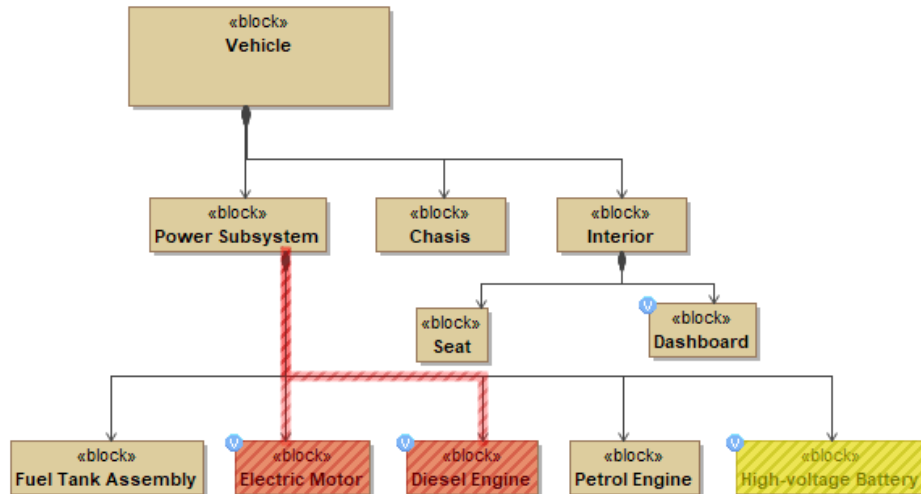 «block»
Vehicle
«block»
Power Subsystem
«block»
Chasis
«block»
Interior
«block»
Seat
V
«block»
Dashboard
«block»
Fuel Tank Assembly
V
«block»
Electric Motor
V
«block»
Diesel Engine
«block»
Petrol Engine
V
«block»
High-voltage Battery